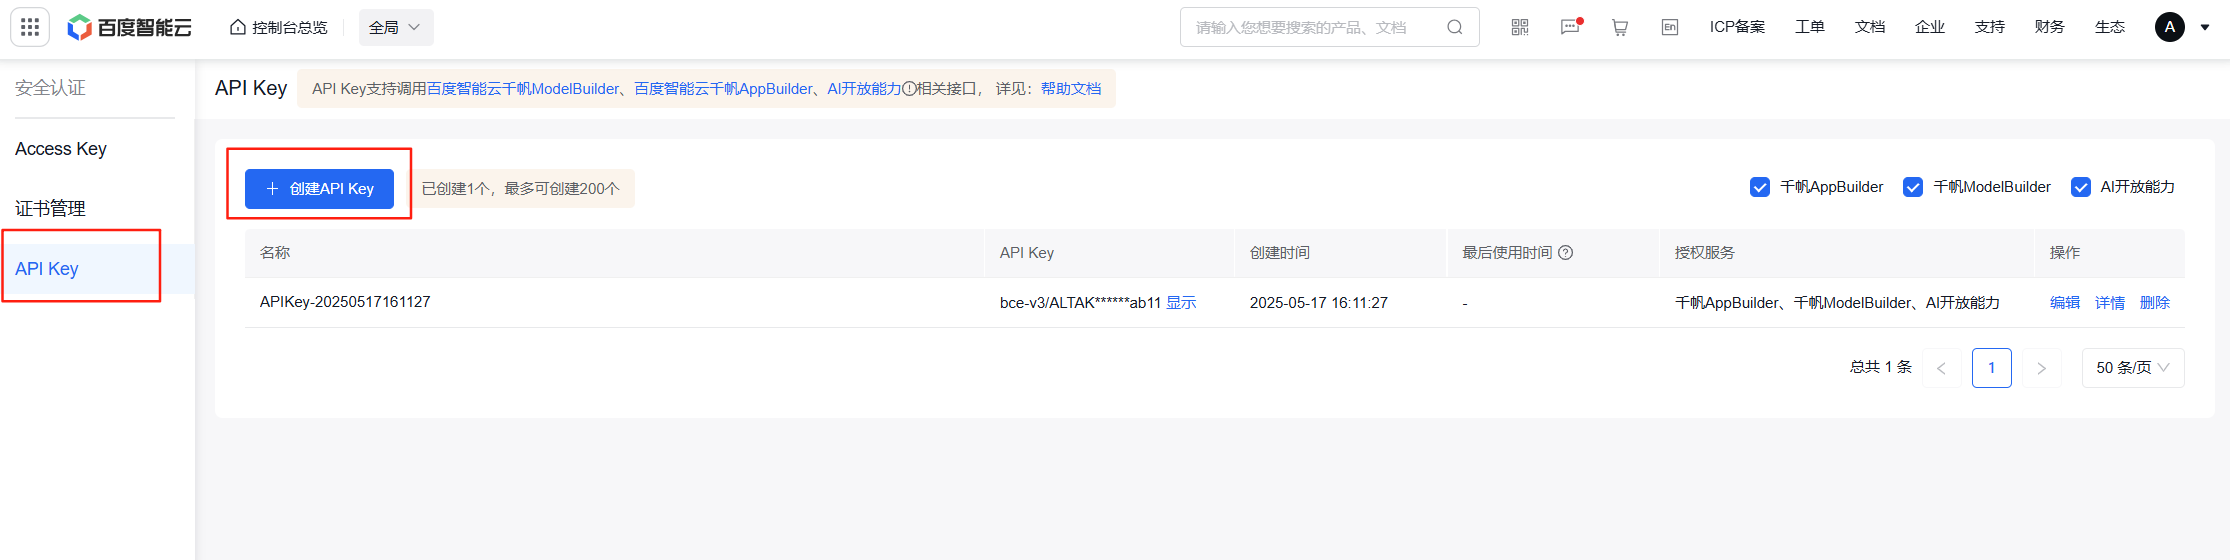 百度智能云
控制台总览
全局
请输入您想要搜索的产品、文档
En
ICP备案
工单
文档
企业
支持
财务
生态
A
安全认证
Access Key
证书管理
API Key
API Key
API Key支持调用百度智能云千帆ModelBuilder、百度智能云千帆AppBuilder、AI开放能力相关接口， 详见：帮助文档
创建API Key
已创建1个，最多可创建200个
千帆AppBuilder
千帆ModelBuilder
AI开放能力
名称
API Key
创建时间
最后使用时间
授权服务
操作
APIKey-20250517161127
bce-v3/ALTAK******ab11 显示
2025-05-17 16:11:27
-
千帆AppBuilder、千帆ModelBuilder、AI开放能力
编辑 详情 删除
总共 1 条
1
50 条/页